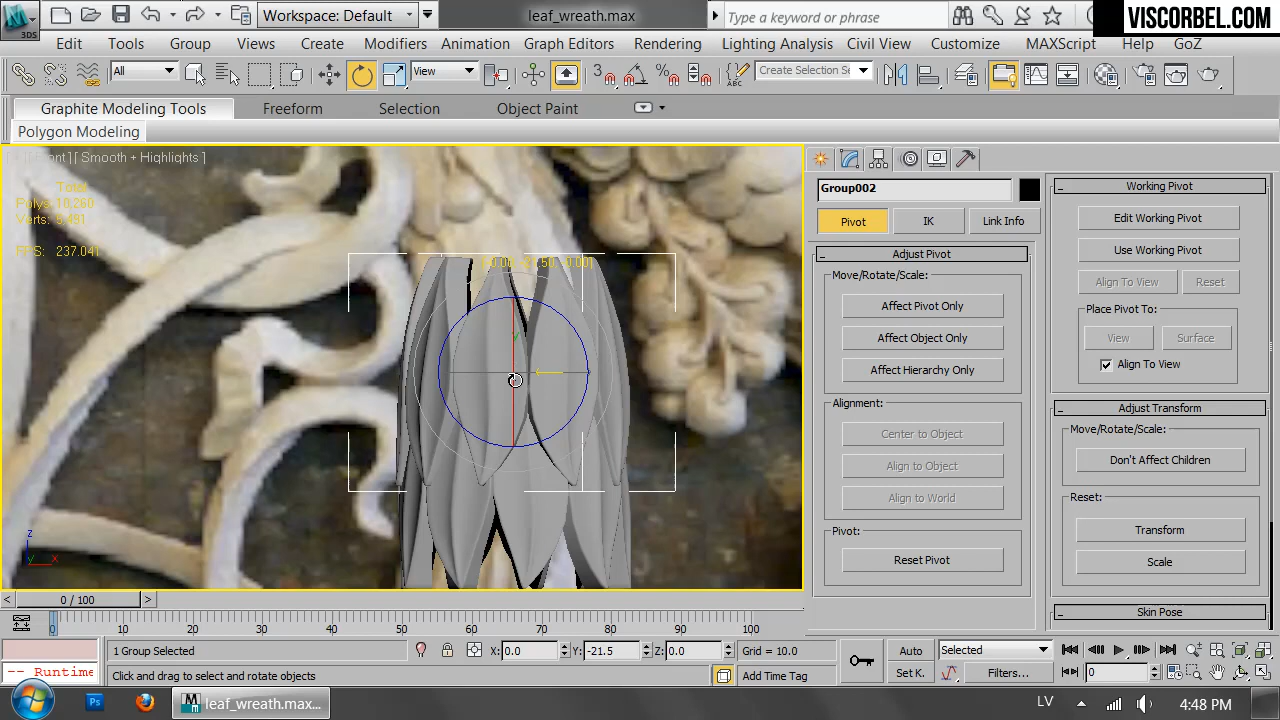 3DS
Workspace: Default
leaf_wreath.max
Type a keyword or phrase
VISCORBEL.COM
Edit Tools Group Views Create Modifiers Animation Graph Editors Rendering Lighting Analysis Civil View Customize MAXScript Help GoZ
All
View
3
ABC
Create Selection Se
Graphite Modeling Tools Freeform Selection Object Paint
Polygon Modeling
[ Smooth + Highlights ]
Total
Polys: 10,260
FPS: 237.041
y
z
y x
Group002
Pivot IK Link Info
Adjust Pivot
Move/Rotate/Scale:
Affect Pivot Only
Affect Object Only
Affect Hierarchy Only
Alignment:
Center to Object
Align to Object
Align to World
Pivot:
Reset Pivot
Working Pivot
Edit Working Pivot
Use Working Pivot
Align To View Reset
Place Pivot To:
View Surface
Align To View
Adjust Transform
Move/Rotate/Scale:
Don't Affect Children
Reset:
Transform
Scale
Skin Pose
0 / 100
0 10 20 30 40 50 60 70 80 90 100
1 Group Selected
X: 0.0 Y: -21.5 Z: 0.0
Grid = 10.0
Auto
Selected
-- Runtime
Click and drag to select and rotate objects
Add Time Tag
Set K.
Filters...
0
Ps
leaf_wreath.max...
LV
4:48 PM